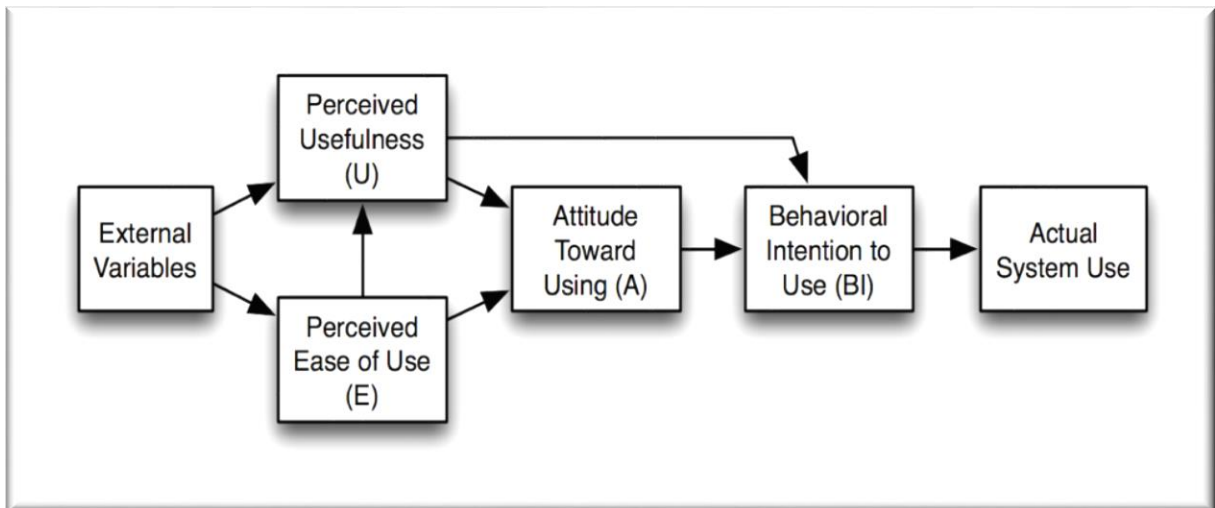 External
Variables
Perceived
Usefulness
(U)
Perceived
Ease of Use
(E)
Attitude
Toward
Using (A)
Behavioral
Intention to
Use (BI)
Actual
System Use